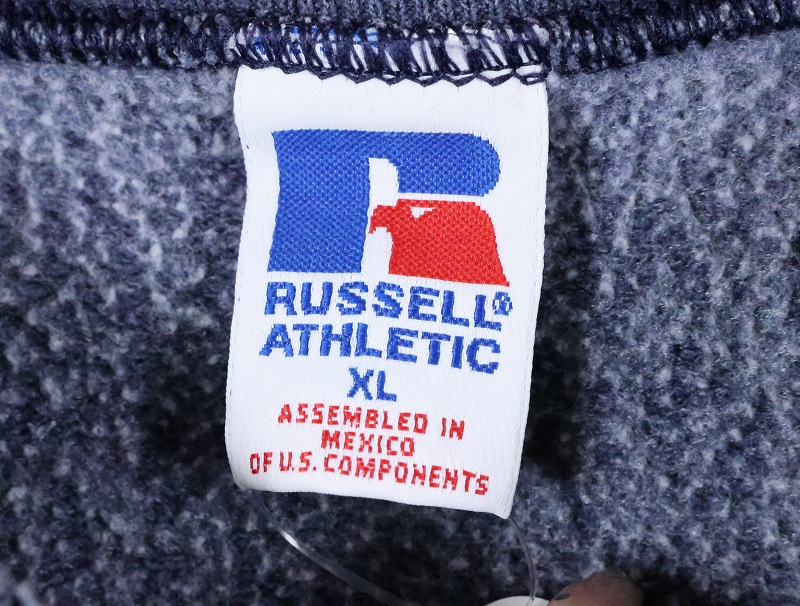 RUSSELL®
ATHLETIC
XL
ASSEMBLED IN
MEXICO
OF U.S. COMPONENTS